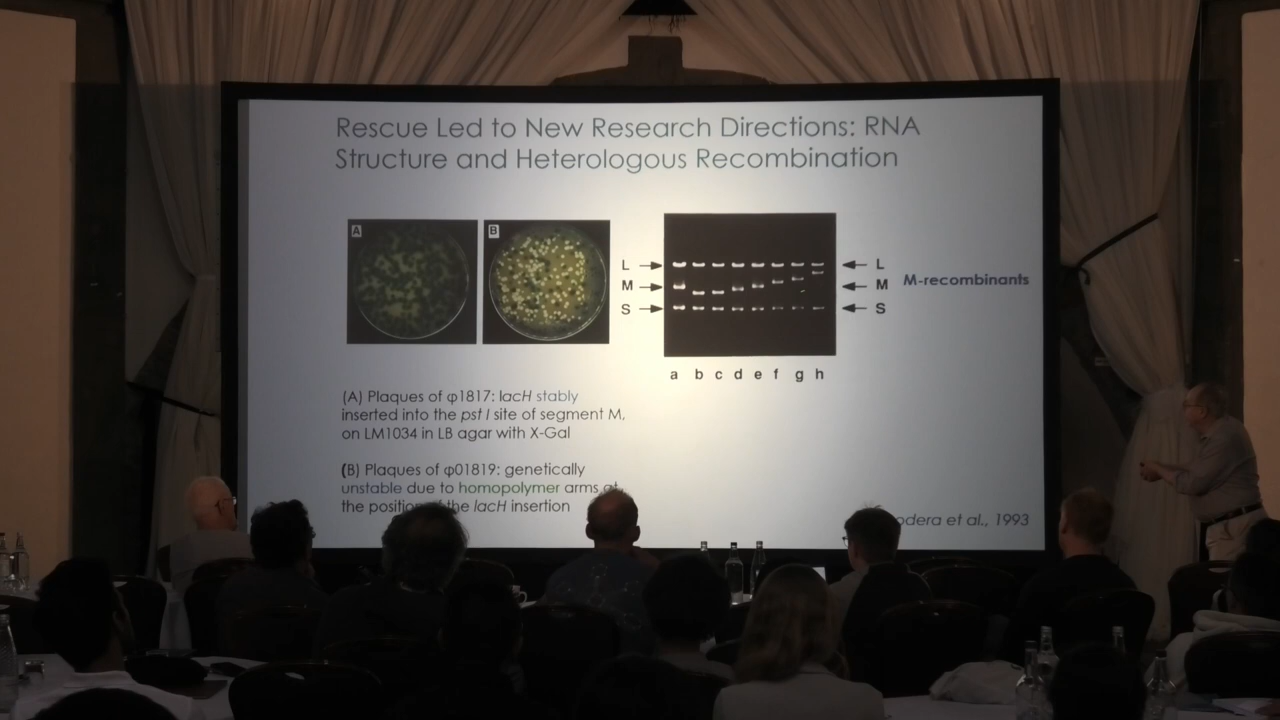 Rescue Led to New Research Directions: RNA
Structure and Heterologous Recombination
A
B
L
M
S
L
M
S
M-recombinants
a b c d e f g h
(A) Plaques of φ1817: lacH stably
inserted into the pst I site of segment M,
on LM1034 in LB agar with X-Gal
(B) Plaques of φ01819: genetically
unstable due to homopolymer arms
the position the lacH insertion
et al., 1993